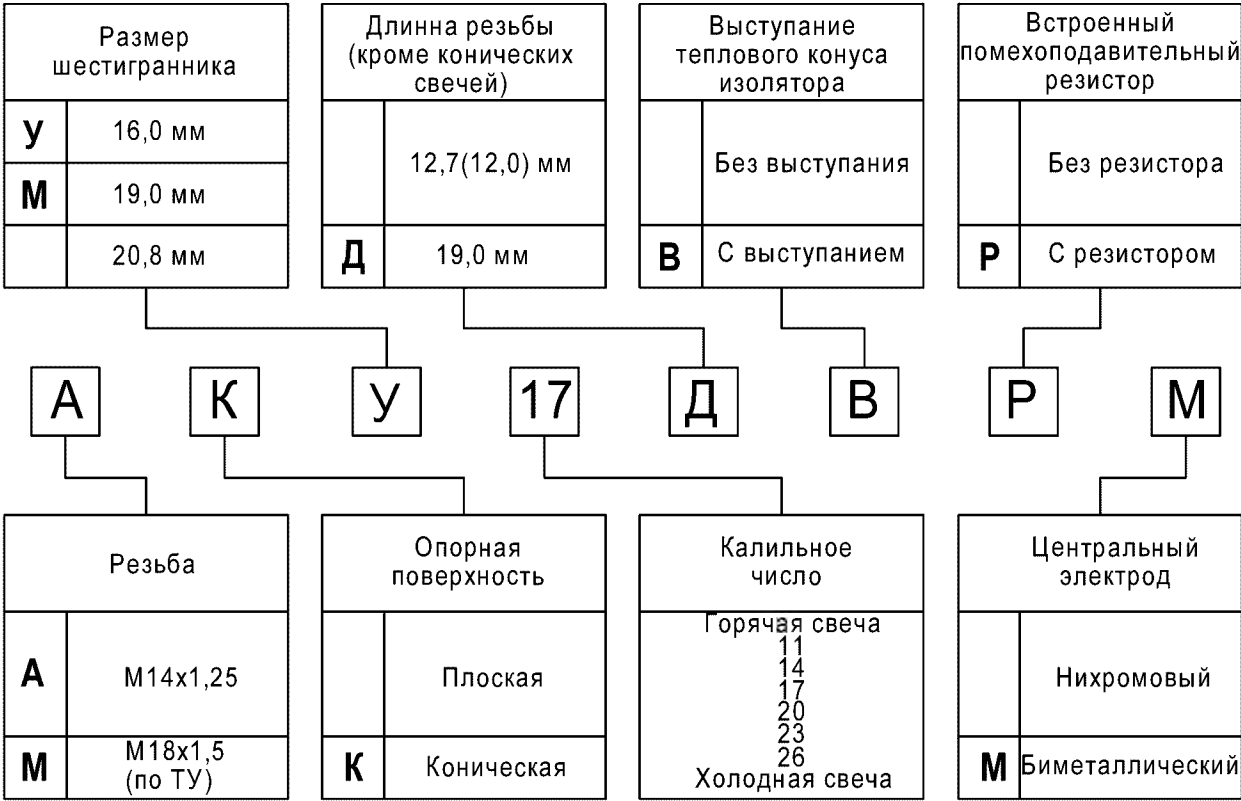 Размер
шестигранника
У
16,0 мм
М
19,0 мм
20,8 мм
Длинна резьбы
(кроме конических
свечей)
12,7(12,0) мм
Д
19,0 мм
Выступание
теплового конуса
изолятора
Без выступания
В
С выступанием
Встроенный
помехоподавительный
резистор
Без резистора
Р
С резистором
А К У 17 Д В Р М
Резьба
А
М14х1,25
М
М18х1,5
(по ТУ)
Опорная
поверхность
Плоская
К
Коническая
Калильное
число
Горячая свеча
11
14
17
20
23
26
Холодная свеча
Центральный
электрод
Нихромовый
М
Биметаллический